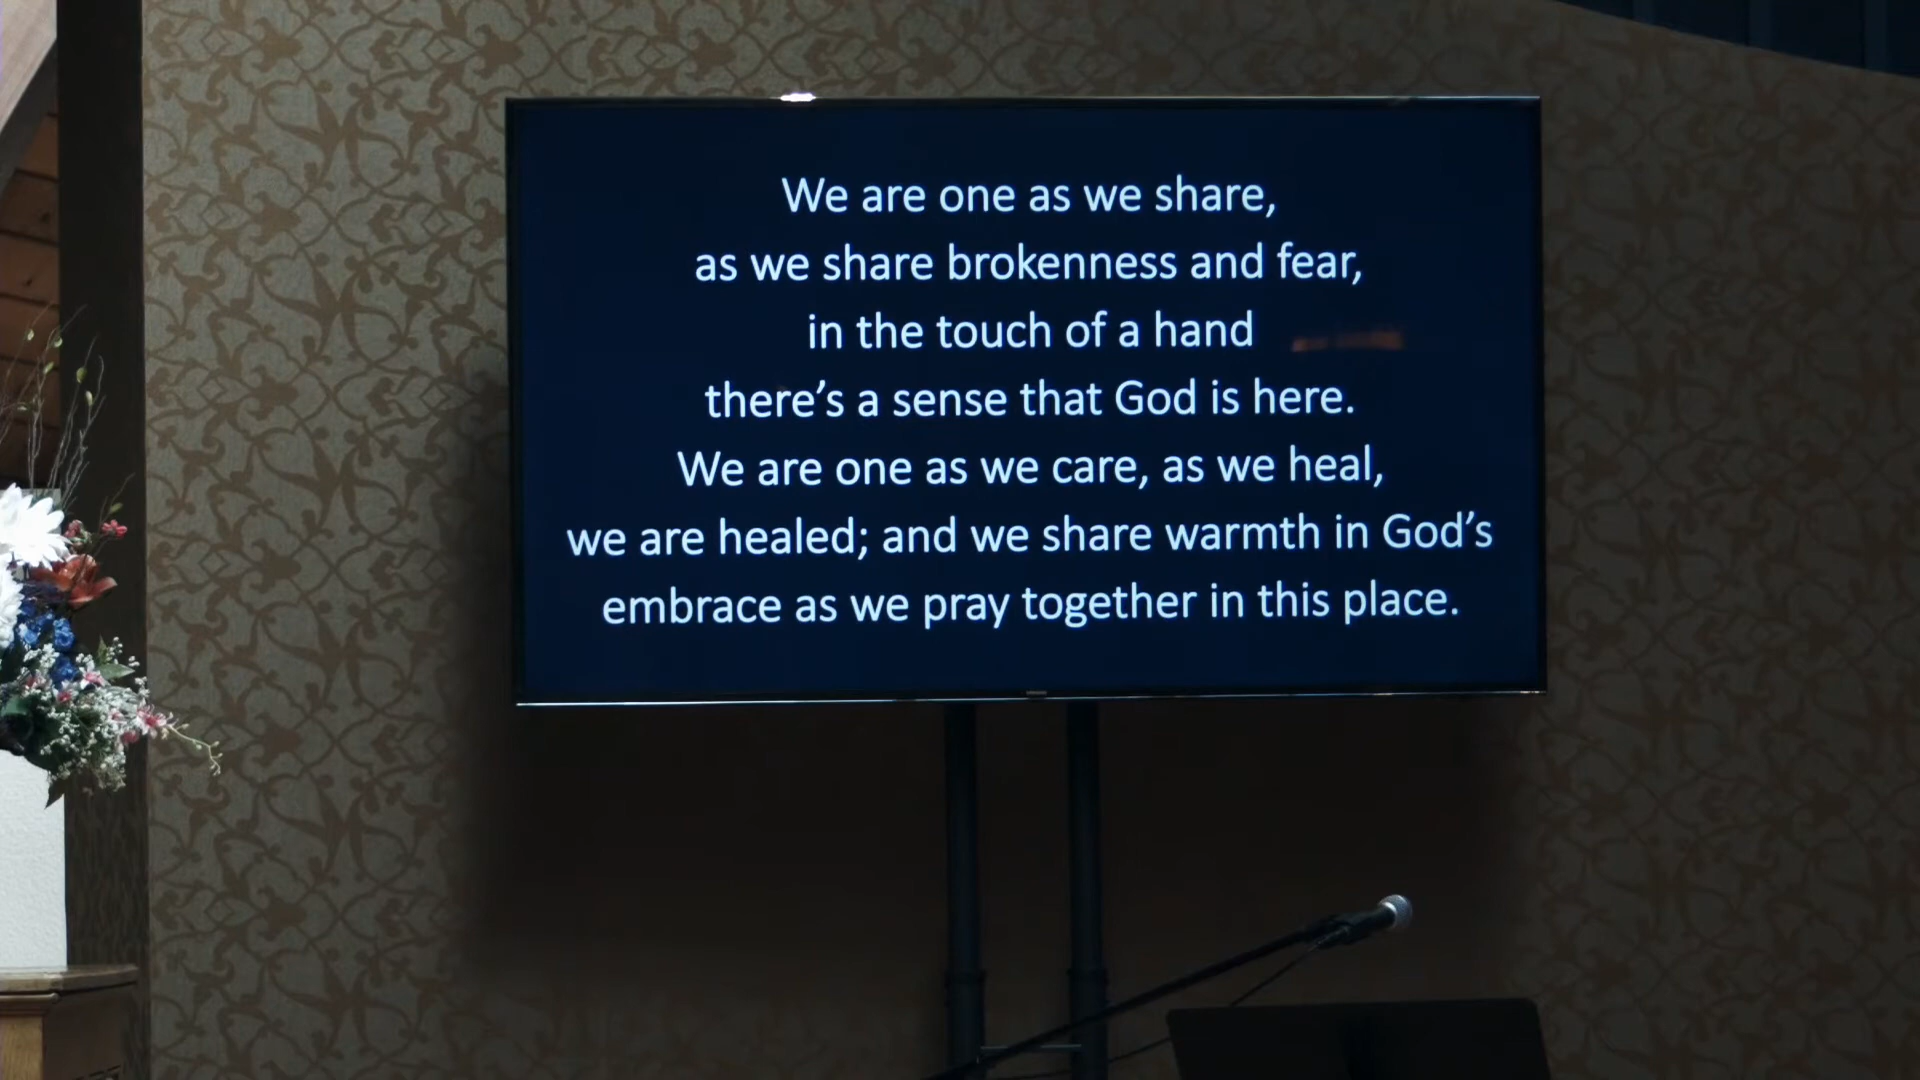 We are one as we share,
as we share brokenness and fear,
in the touch of a hand
there’s a sense that God is here.
We are one as we care, as we heal,
we are healed; and we share warmth in God’s
embrace as we pray together in this place.